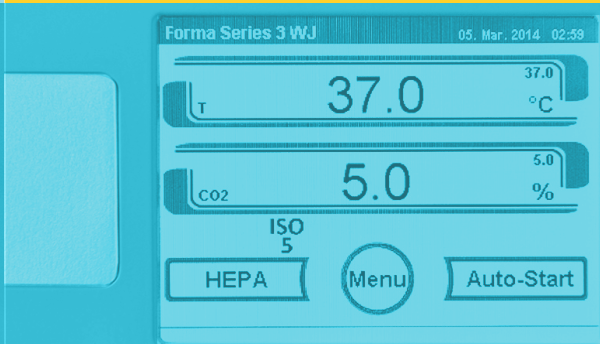 Forma Series 3 WJ 05. Mar. 2014 02:59
37.0
T 37.0 °C
5.0
CO2 5.0 %
ISO
5
HEPA Menu Auto-Start